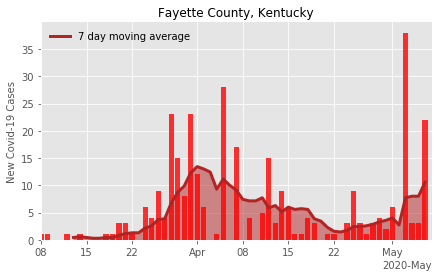 Fayette County, Kentucky
7 day moving average
New Covid-19 Cases
35
30
25
20
15
10
5
0
08 15 22 Apr 08 15 22 May
2020-May